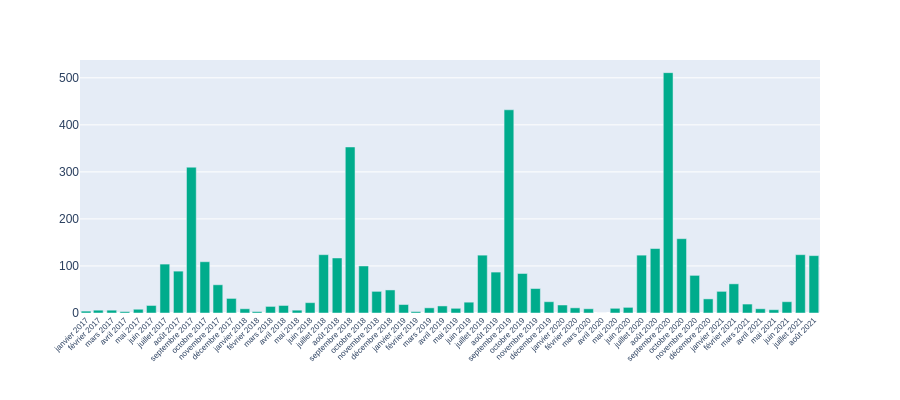 500
400
300
200
100
0
janvier 2017
février 2017
mars 2017
avril 2017
mai 2017
juin 2017
juillet 2017
août 2017
septembre 2017
octobre 2017
novembre 2017
décembre 2017
janvier 2018
février 2018
mars 2018
avril 2018
mai 2018
juin 2018
juillet 2018
août 2018
septembre 2018
octobre 2018
novembre 2018
décembre 2018
janvier 2019
février 2019
mars 2019
avril 2019
mai 2019
juin 2019
juillet 2019
août 2019
septembre 2019
octobre 2019
novembre 2019
décembre 2019
janvier 2020
février 2020
mars 2020
avril 2020
mai 2020
juin 2020
juillet 2020
août 2020
septembre 2020
octobre 2020
novembre 2020
décembre 2020
janvier 2021
février 2021
mars 2021
avril 2021
mai 2021
juin 2021
juillet 2021
août 2021